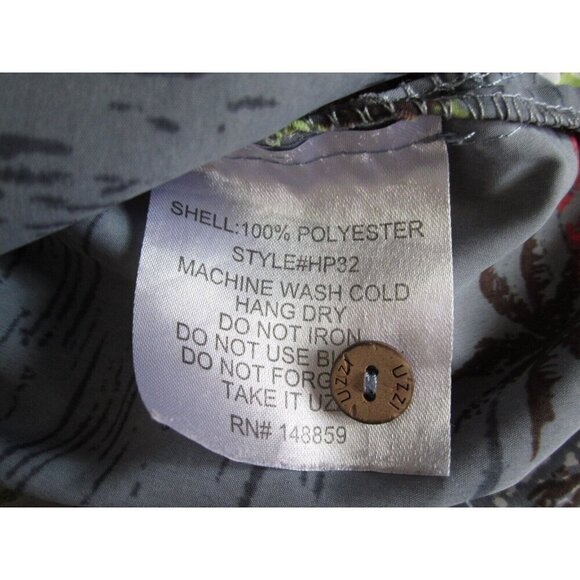 SHELL:100% POLYESTER
STYLE#HP32
MACHINE WASH COLD
HANG DRY
DO NOT IRON
DO NOT USE
DO NOT
TAKE IT UZZI
RN# 148859
UZZI
UZZI